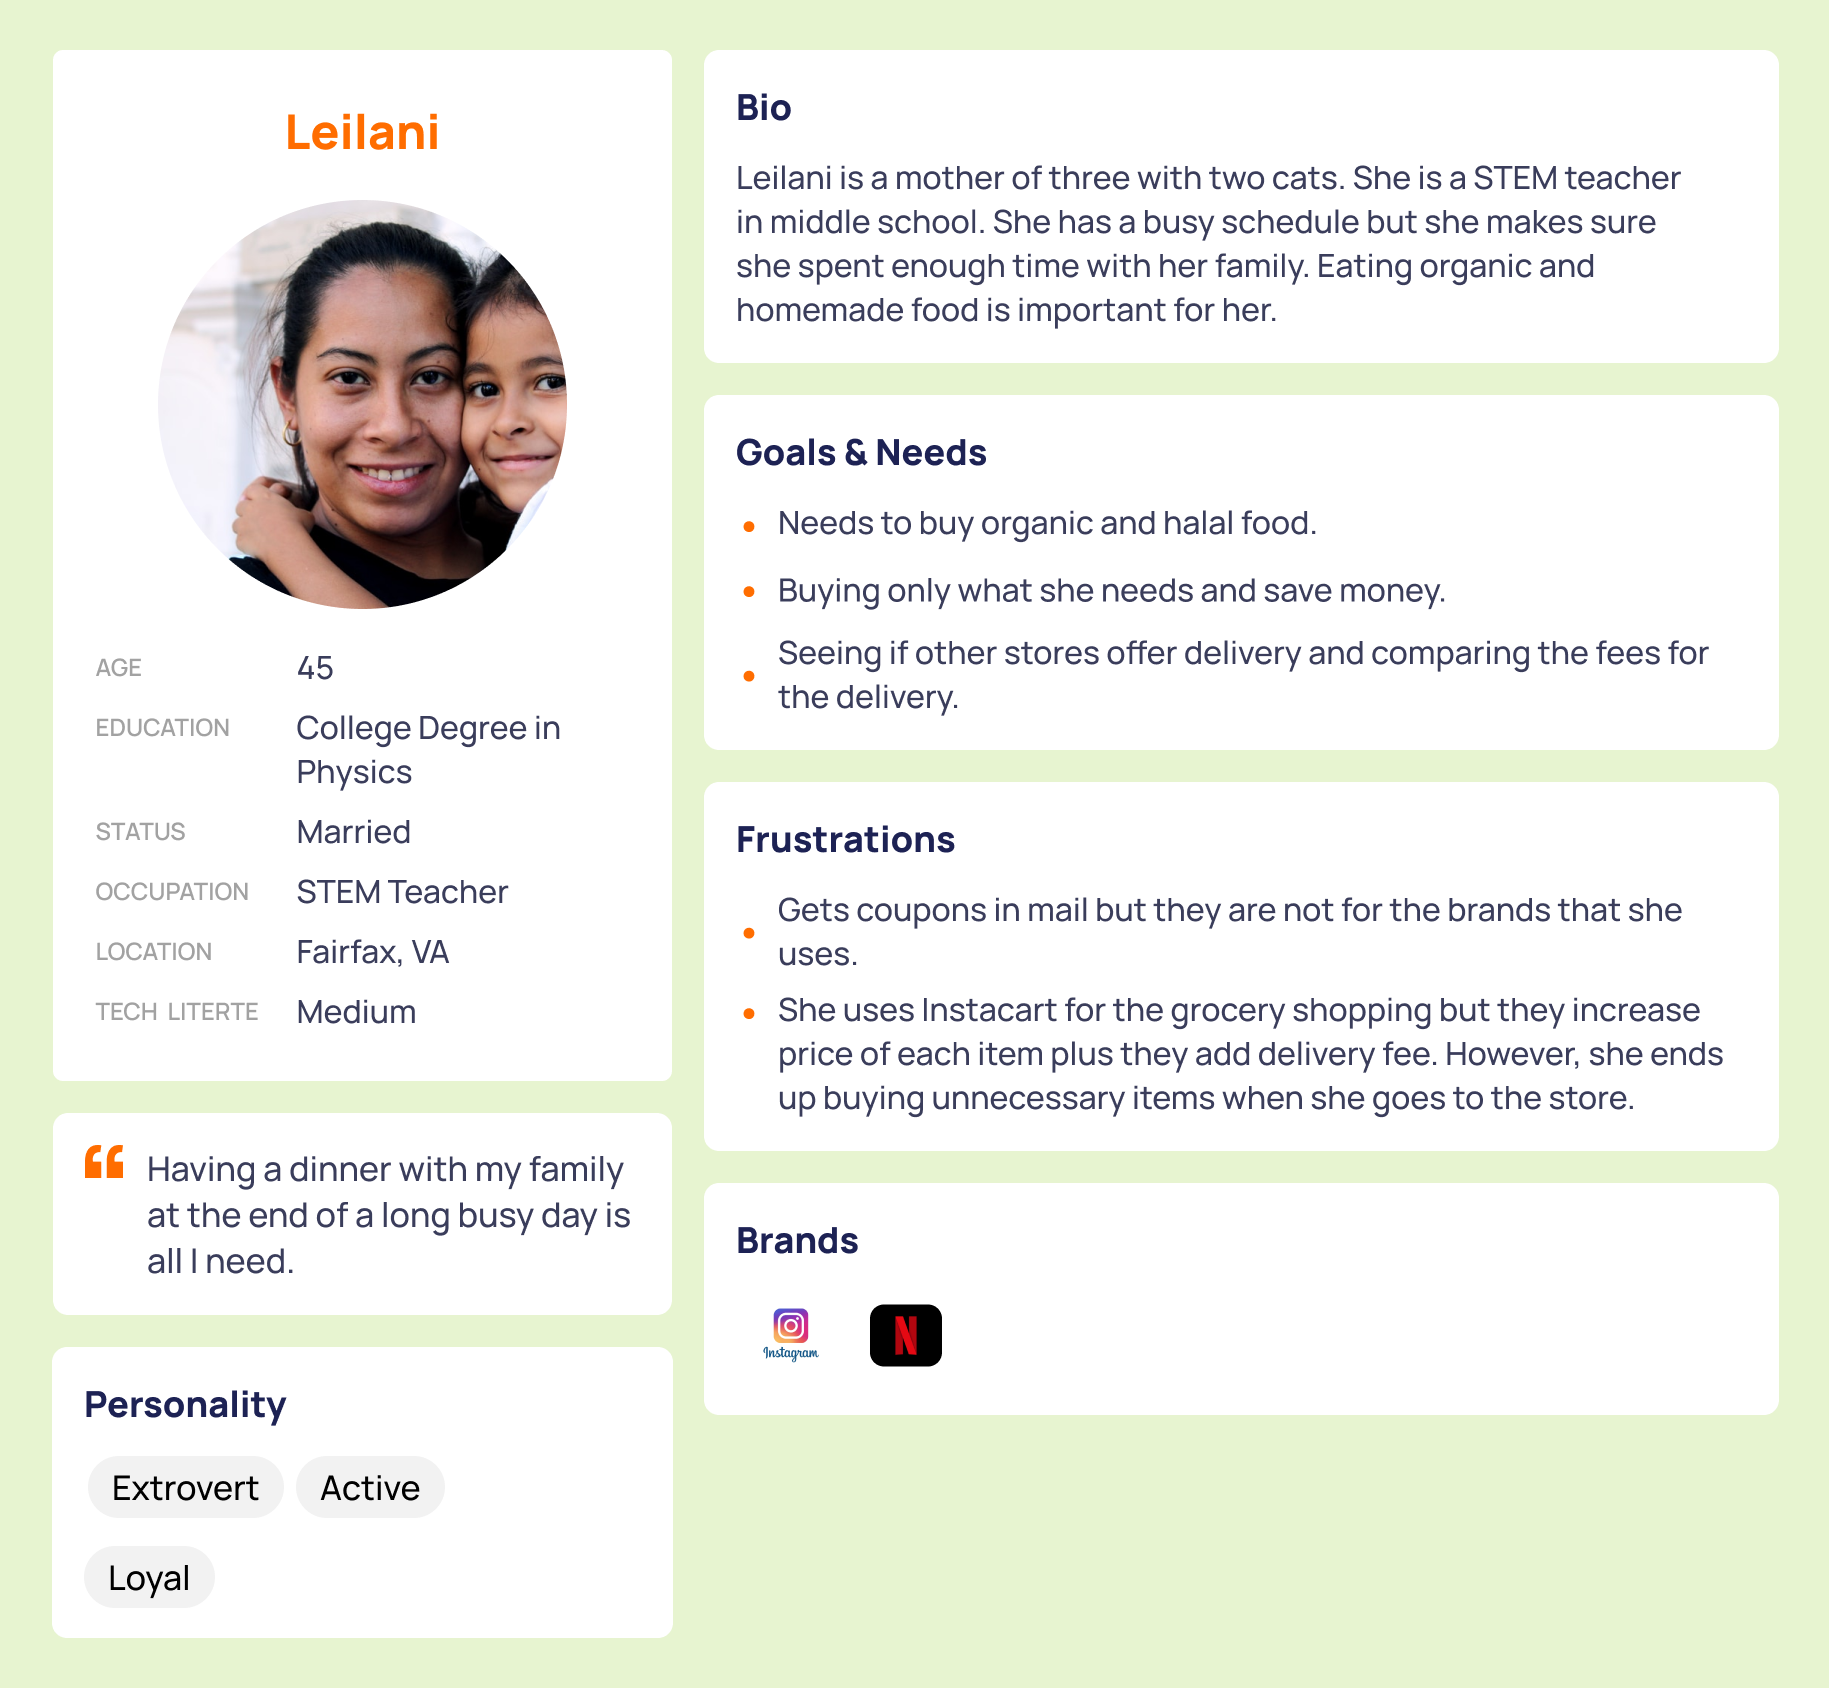 Leilani
AGE 45
EDUCATION College Degree in
Physics
STATUS Married
OCCUPATION STEM Teacher
LOCATION Fairfax, VA
TECH LITERTE Medium
“ Having a dinner with my family
at the end of a long busy day is
all I need.
Personality
Extrovert Active
Loyal
Bio
Leilani is a mother of three with two cats. She is a STEM teacher
in middle school. She has a busy schedule but she makes sure
she spent enough time with her family. Eating organic and
homemade food is important for her.
Goals & Needs
• Needs to buy organic and halal food.
• Buying only what she needs and save money.
• Seeing if other stores offer delivery and comparing the fees for
the delivery.
Frustrations
• Gets coupons in mail but they are not for the brands that she
uses.
• She uses Instacart for the grocery shopping but they increase
price of each item plus they add delivery fee. However, she ends
up buying unnecessary items when she goes to the store.
Brands
Instagram
N